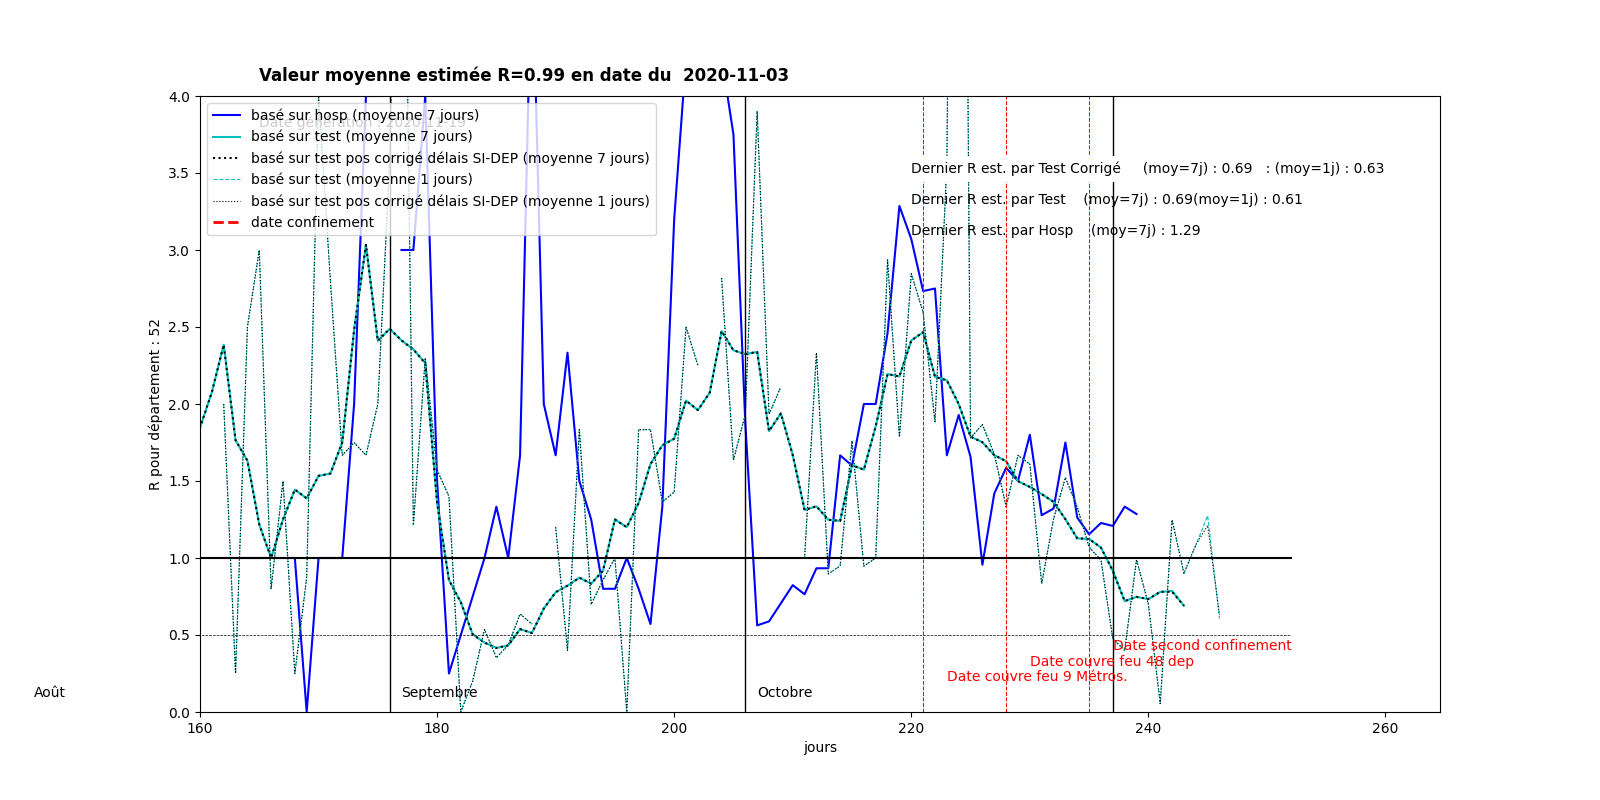 Valeur moyenne estimée R=0.99 en date du  2020-11-03
Date génération : 2020-11-19
basé sur hosp (moyenne 7 jours)
basé sur test (moyenne 7 jours)
basé sur test pos corrigé délais SI-DEP (moyenne 7 jours)
basé sur test (moyenne 1 jours)
basé sur test pos corrigé délais SI-DEP (moyenne 1 jours)
date confinement
Dernier R est. par Test Corrigé     (moy=7j) : 0.69   : (moy=1j) : 0.63
Dernier R est. par Test    (moy=7j) : 0.69(moy=1j) : 0.61
Dernier R est. par Hosp    (moy=7j) : 1.29
4.0
3.5
3.0
2.5
2.0
1.5
1.0
0.5
0.0
R pour département : 52
Date second confinement
Date couvre feu 48 dep
Date couvre feu 9 Métros.
Août
Septembre
Octobre
160 180 200 220 240 260
jours